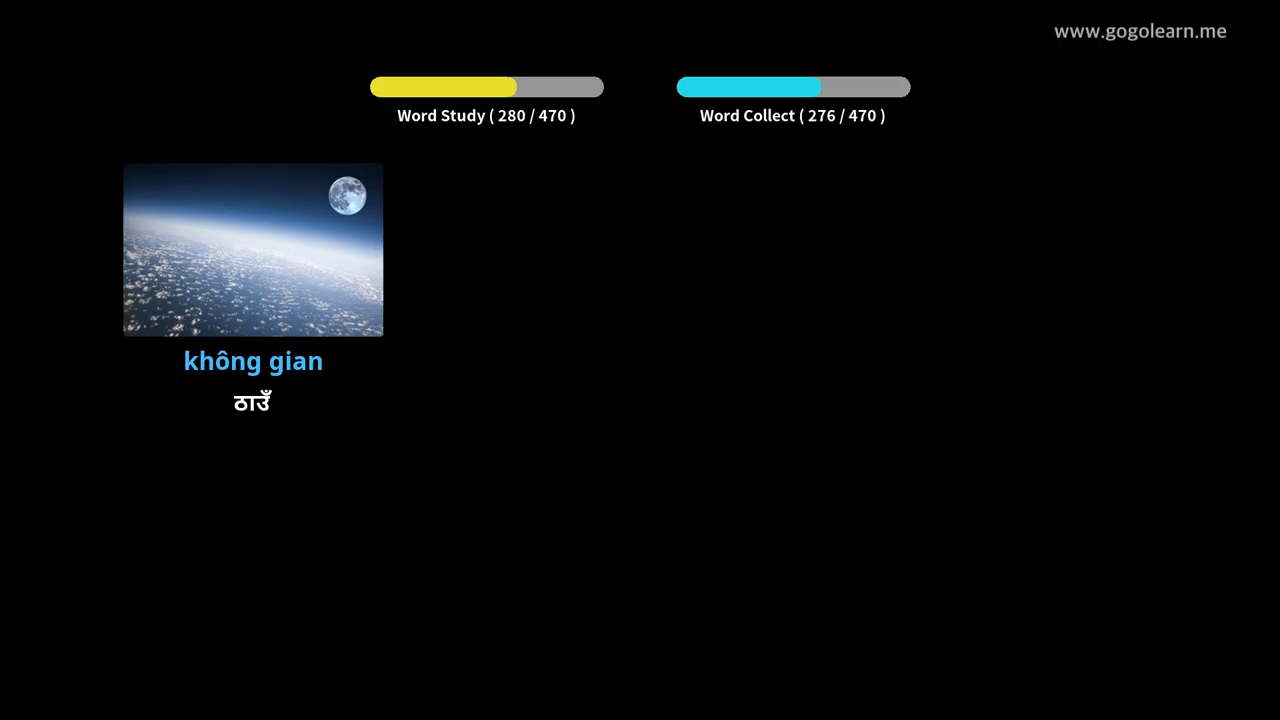 www.gogolearn.me
Word Study ( 280 / 470 )
Word Collect ( 276 / 470 )
không gian
ठाउँ